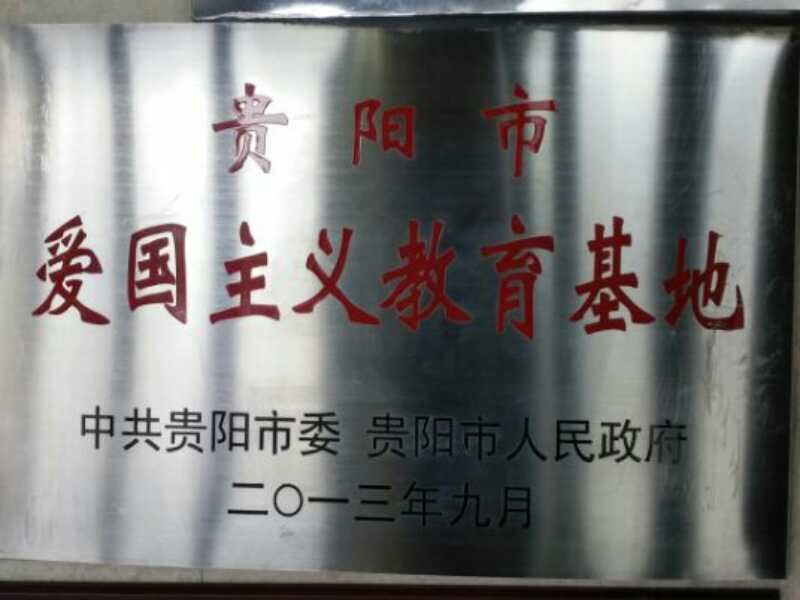 贵阳市
爱国主义教育基地
中共贵阳市委 贵阳市人民政府
二〇一三年九月